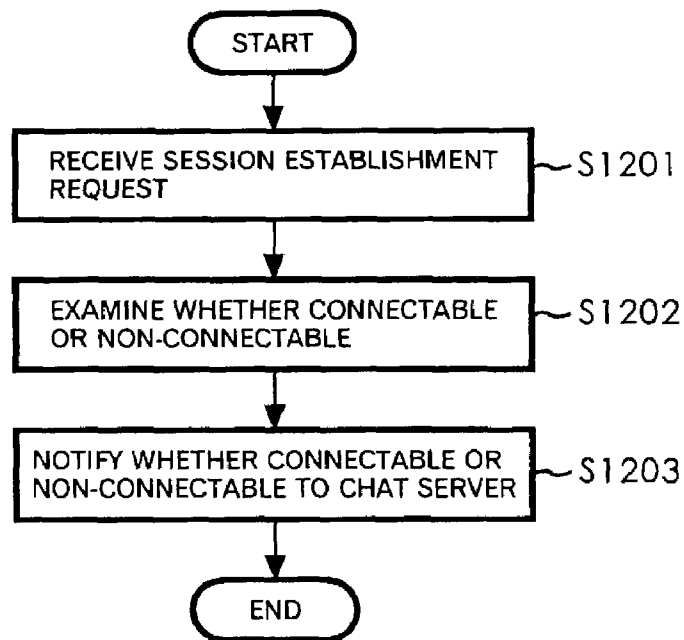 START
RECEIVE SESSION ESTABLISHMENT
REQUEST
S1201
EXAMINE WHETHER CONNECTABLE
OR NON-CONNECTABLE
S1202
NOTIFY WHETHER CONNECTABLE OR
NON-CONNECTABLE TO CHAT SERVER
S1203
END